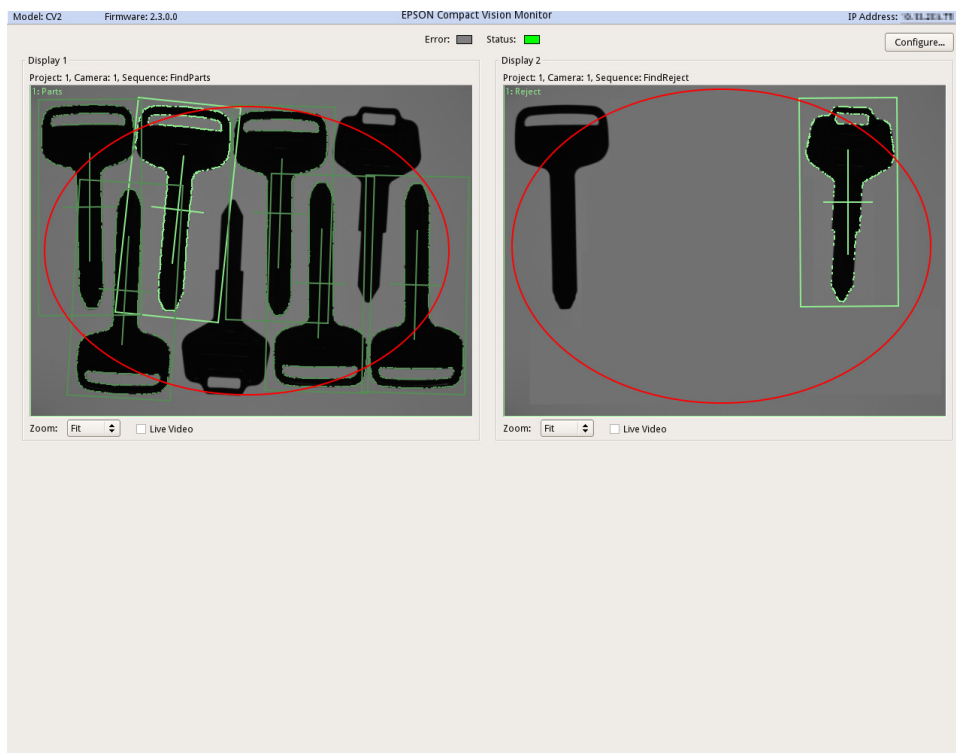 Model: CV2 Firmware: 2.3.0.0 EPSON Compact Vision Monitor IP Address:
Error: Status:
Configure...
Display 1
Project: 1, Camera: 1, Sequence: FindParts
1: Parts
Zoom: Fit Live Video
Display 2
Project: 1, Camera: 1, Sequence: FindReject
1: Reject
Zoom: Fit Live Video